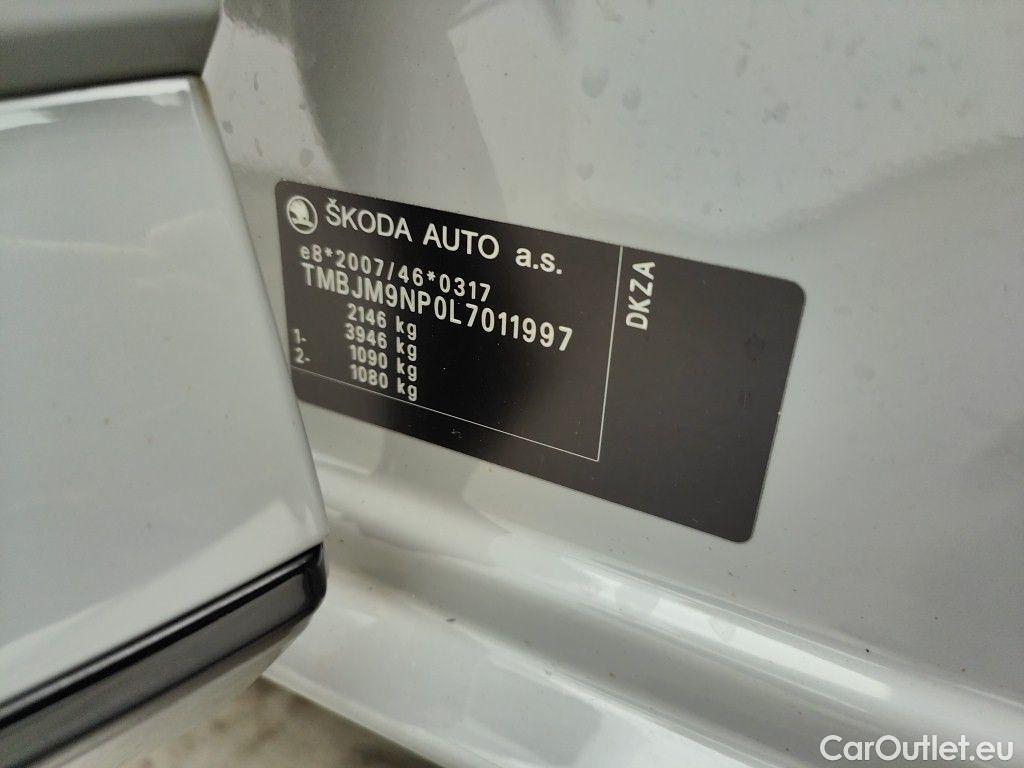 ŠKODA AUTO a.s.
e8*2007/46*0317
TMBJM9NP0L7011997
2146 kg
3946 kg
1- 1090 kg
2- 1080 kg
DKZA
CarOutlet.eu